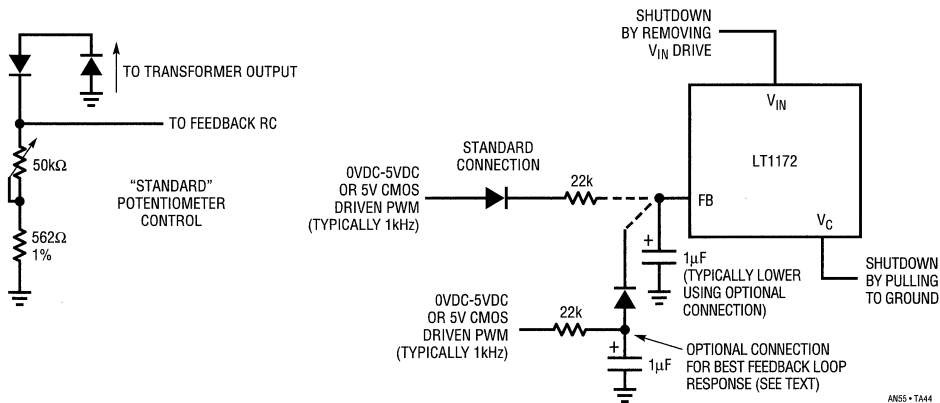 TO TRANSFORMER OUTPUT
TO FEEDBACK RC
50kΩ
"STANDARD"
POTENTIOMETER
CONTROL
562Ω
1%
SHUTDOWN
BY REMOVING
VIN DRIVE
VIN
LT1172
FB
VC
STANDARD
CONNECTION
0VDC-5VDC
OR 5V CMOS
DRIVEN PWM
(TYPICALLY 1kHz)
22k
+
1µF
(TYPICALLY LOWER
USING OPTIONAL
CONNECTION)
SHUTDOWN
BY PULLING
TO GROUND
0VDC-5VDC
OR 5V CMOS
DRIVEN PWM
(TYPICALLY 1kHz)
22k
+
1µF
OPTIONAL CONNECTION
FOR BEST FEEDBACK LOOP
RESPONSE (SEE TEXT)
AN55 • TA44